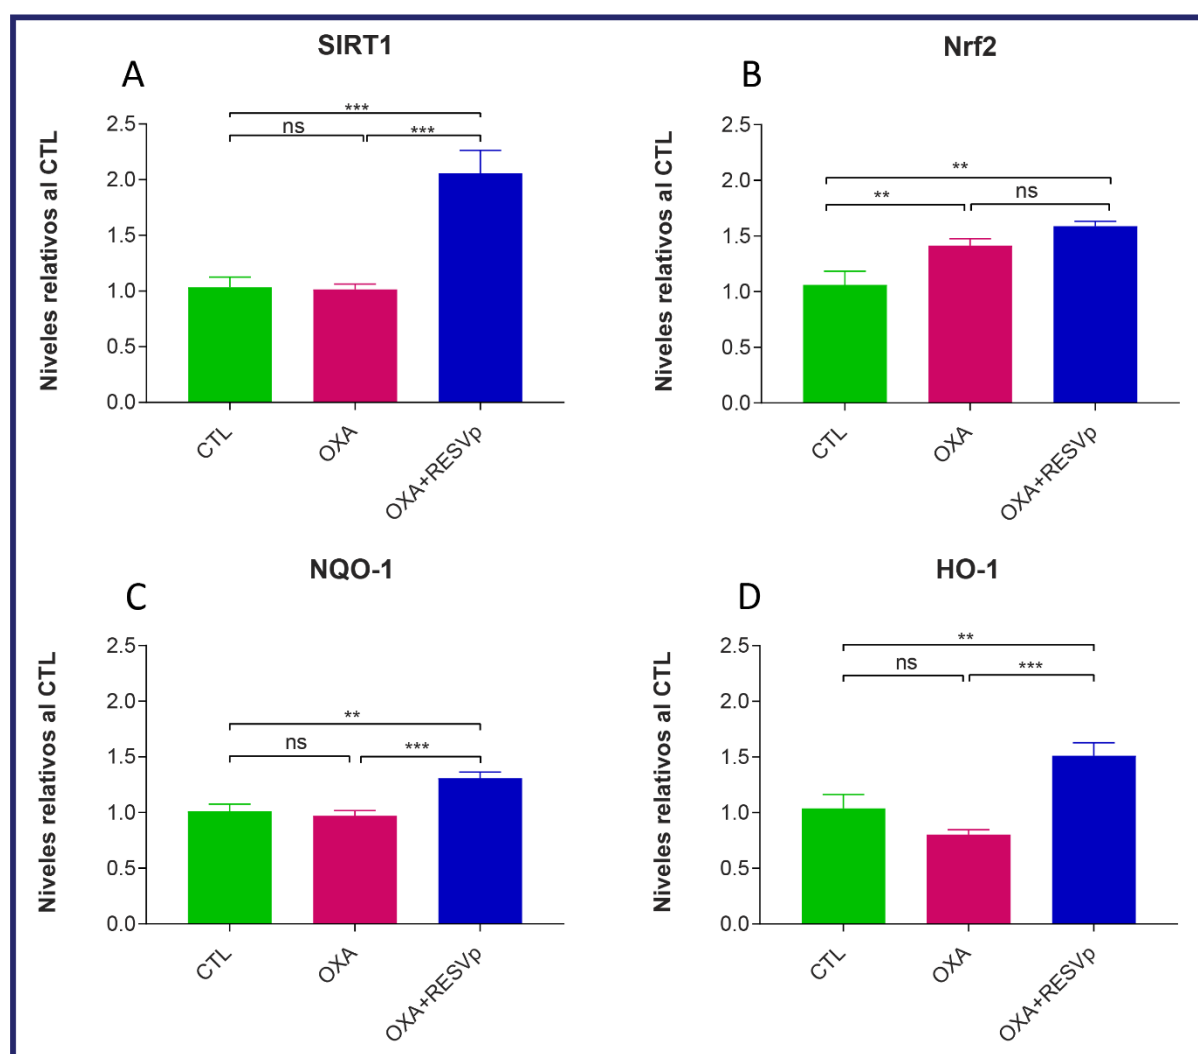 SIRT1
A
***
ns
***
Niveles relativos al CTL
2.5
2.0
1.5
1.0
0.5
0.0
CTL
OXA
OXA+RESVp
Nrf2
B
**
**
ns
Niveles relativos al CTL
2.5
2.0
1.5
1.0
0.5
0.0
CTL
OXA
OXA+RESVp
NQO-1
C
**
ns
***
Niveles relativos al CTL
2.5
2.0
1.5
1.0
0.5
0.0
CTL
OXA
OXA+RESVp
HO-1
D
**
ns
***
Niveles relativos al CTL
2.5
2.0
1.5
1.0
0.5
0.0
CTL
OXA
OXA+RESVp